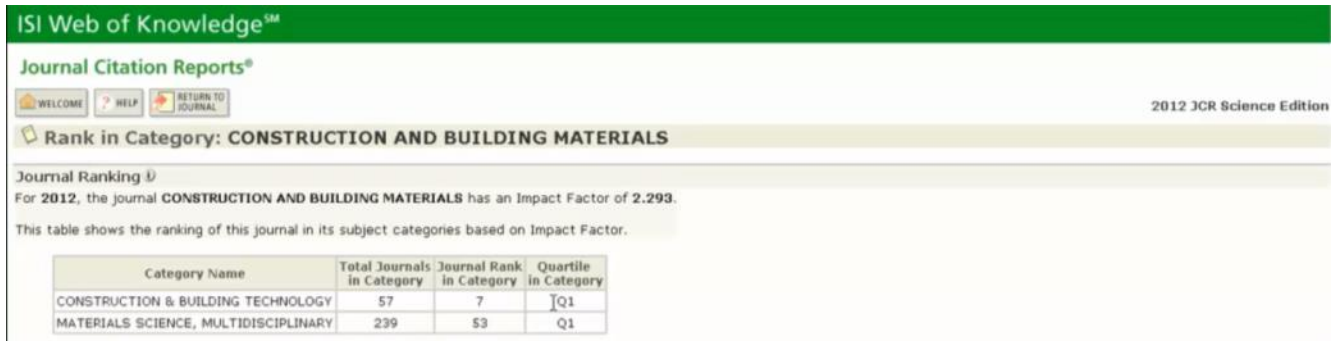 ISI Web of Knowledge℠
Journal Citation Reports®
WELCOME ? HELP RETURN TO JOURNAL
2012 JCR Science Edition
Rank in Category: CONSTRUCTION AND BUILDING MATERIALS
Journal Ranking i
For 2012, the journal CONSTRUCTION AND BUILDING MATERIALS has an Impact Factor of 2.293.
This table shows the ranking of this journal in its subject categories based on Impact Factor.
Category Name Total Journals in Category Journal Rank in Category Quartile in Category
CONSTRUCTION & BUILDING TECHNOLOGY 57 7 Q1
MATERIALS SCIENCE, MULTIDISCIPLINARY 239 53 Q1